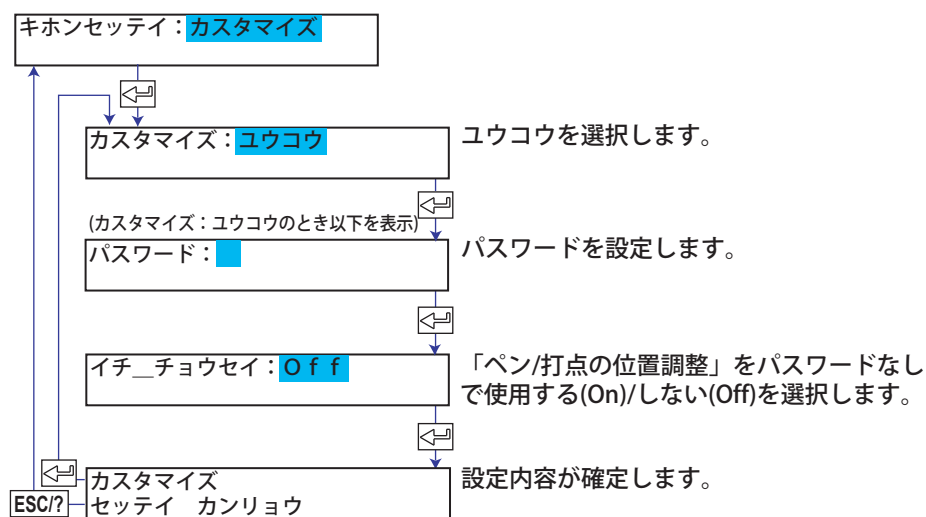 キホンセッテイ：カスタマイズ
カスタマイズ：ユウコウ
ユウコウを選択します。
(カスタマイズ：ユウコウのとき以下を表示)
パスワード：
パスワードを設定します。
イチ＿チョウセイ：Ｏｆｆ
「ペン/打点の位置調整」をパスワードなし
で使用する(On)/しない(Off)を選択します。
カスタマイズ
セッテイ　カンリョウ
設定内容が確定します。
ESC/?